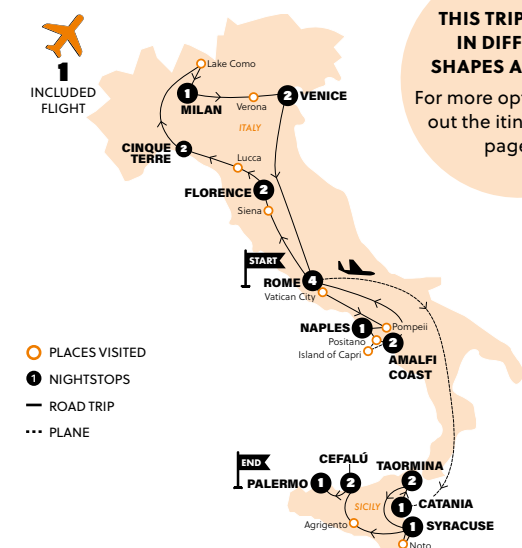 1
INCLUDED
FLIGHT
THIS TRIP
IN DIFF
SHAPES A
For more opt
out the itin
page
Lake Como
1
MILAN
Verona
2
VENICE
ITALY
CINQUE
TERRE
2
Lucca
FLORENCE
2
Siena
START
ROME
4
Vatican City
NAPLES
1
Pompeii
Positano
2
Island of Capri
AMALFI
COAST
PLACES VISITED
1 NIGHTSTOPS
ROAD TRIP
PLANE
END
CEFALÚ
TAORMINA
PALERMO
1
2
2
SICILY
1
CATANIA
Agrigento
1
SYRACUSE
Noto